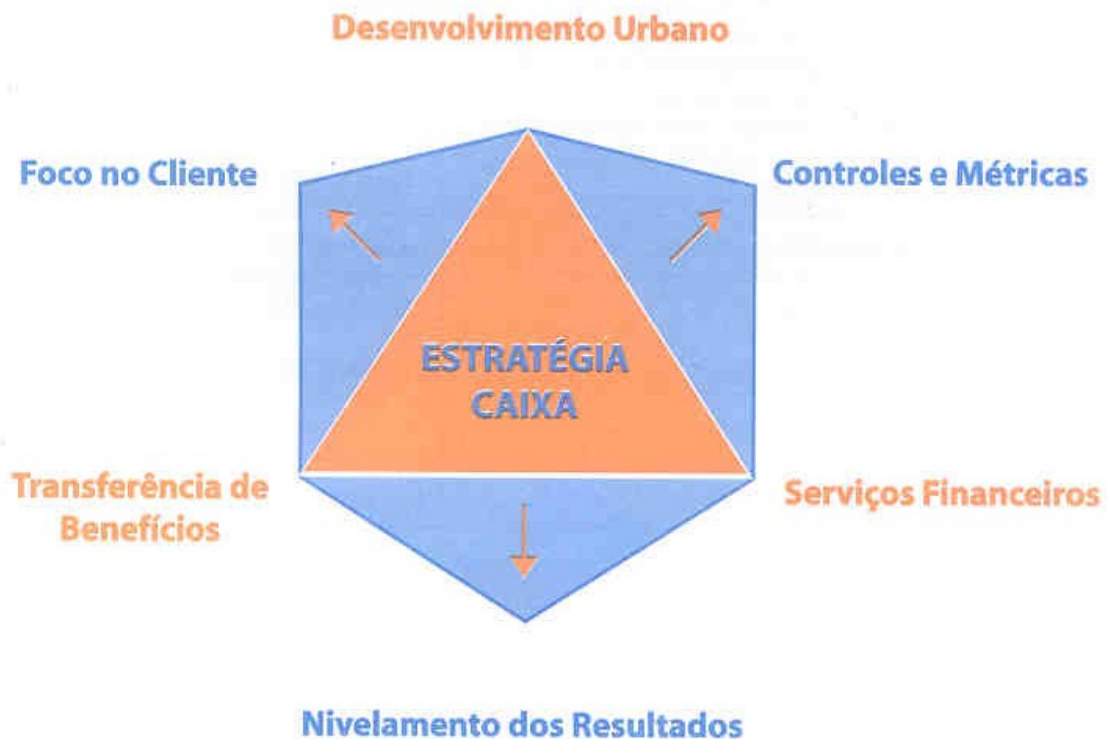 Desenvolvimento Urbano
Foco no Cliente
Controles e Métricas
ESTRATÉGIA
CAIXA
Transferência de
Benefícios
Serviços Financeiros
Nivelamento dos Resultados